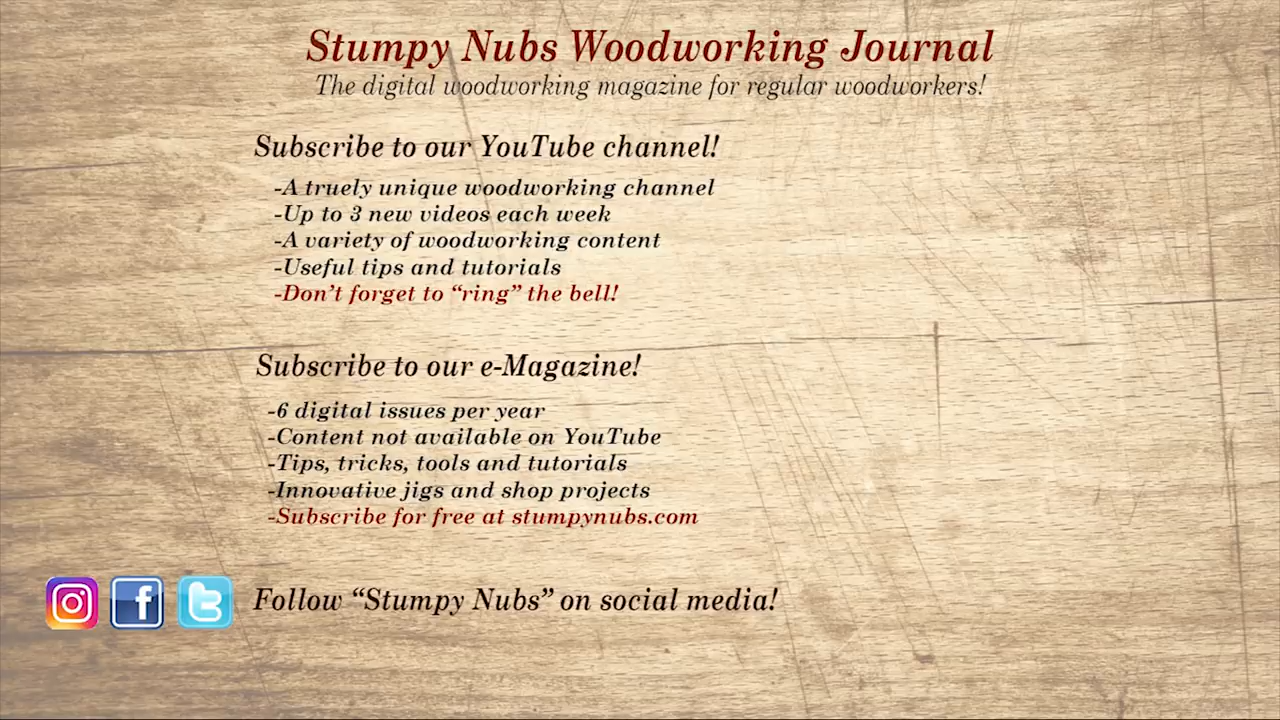 Stumpy Nubs Woodworking Journal
The digital woodworking magazine for regular woodworkers!
Subscribe to our YouTube channel!
-A truely unique woodworking channel
-Up to 3 new videos each week
-A variety of woodworking content
-Useful tips and tutorials
-Don’t forget to “ring” the bell!
Subscribe to our e-Magazine!
-6 digital issues per year
-Content not available on YouTube
-Tips, tricks, tools and tutorials
-Innovative jigs and shop projects
-Subscribe for free at stumpynubs.com
Follow “Stumpy Nubs” on social media!